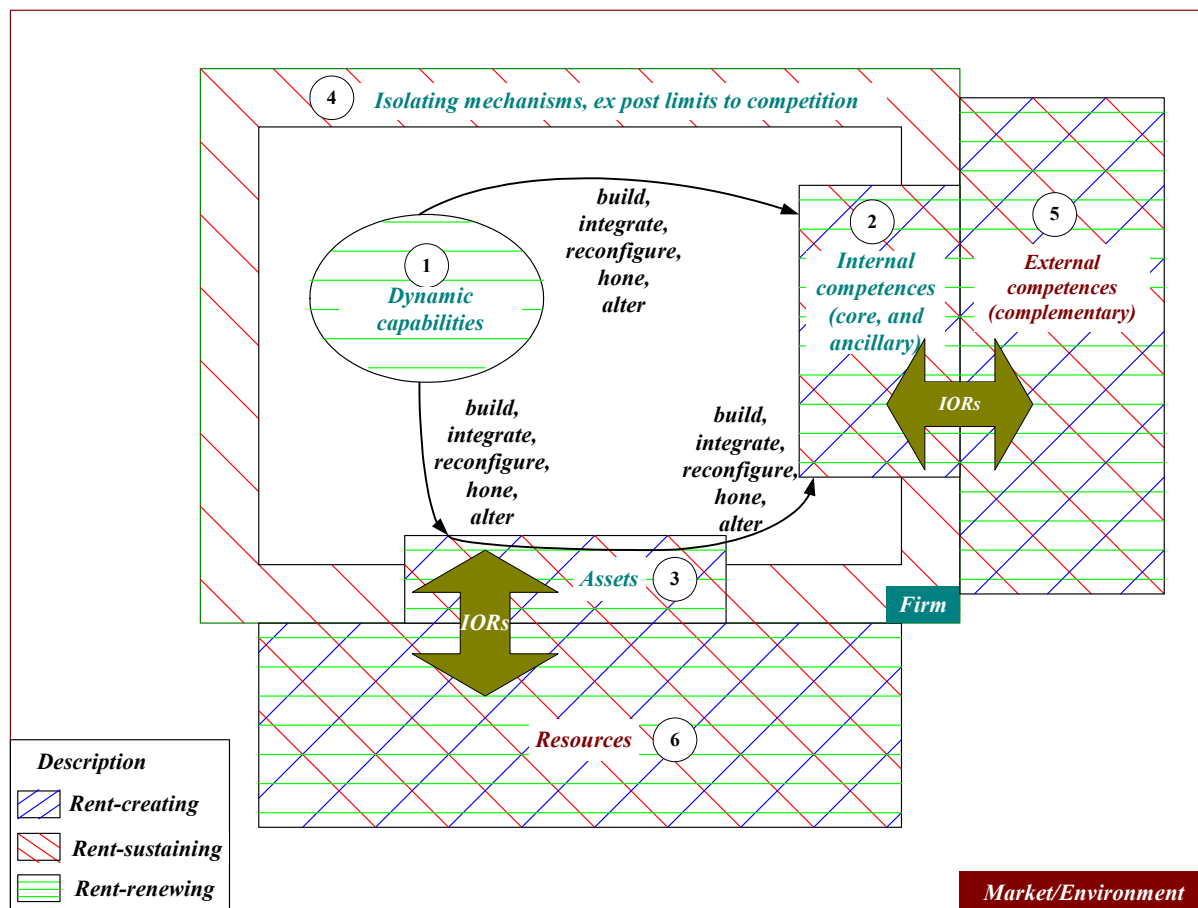 4
Isolating mechanisms, ex post limits to competition
build,
integrate,
reconfigure,
hone,
alter
1
Dynamic
capabilities
2
Internal
competences
(core, and
ancillary)
5
External
competences
(complementary)
IORs
build,
integrate,
reconfigure,
hone,
alter
build,
integrate,
reconfigure,
hone,
alter
Assets
3
Firm
IORs
Resources
6
Description
Rent-creating
Rent-sustaining
Rent-renewing
Market/Environment